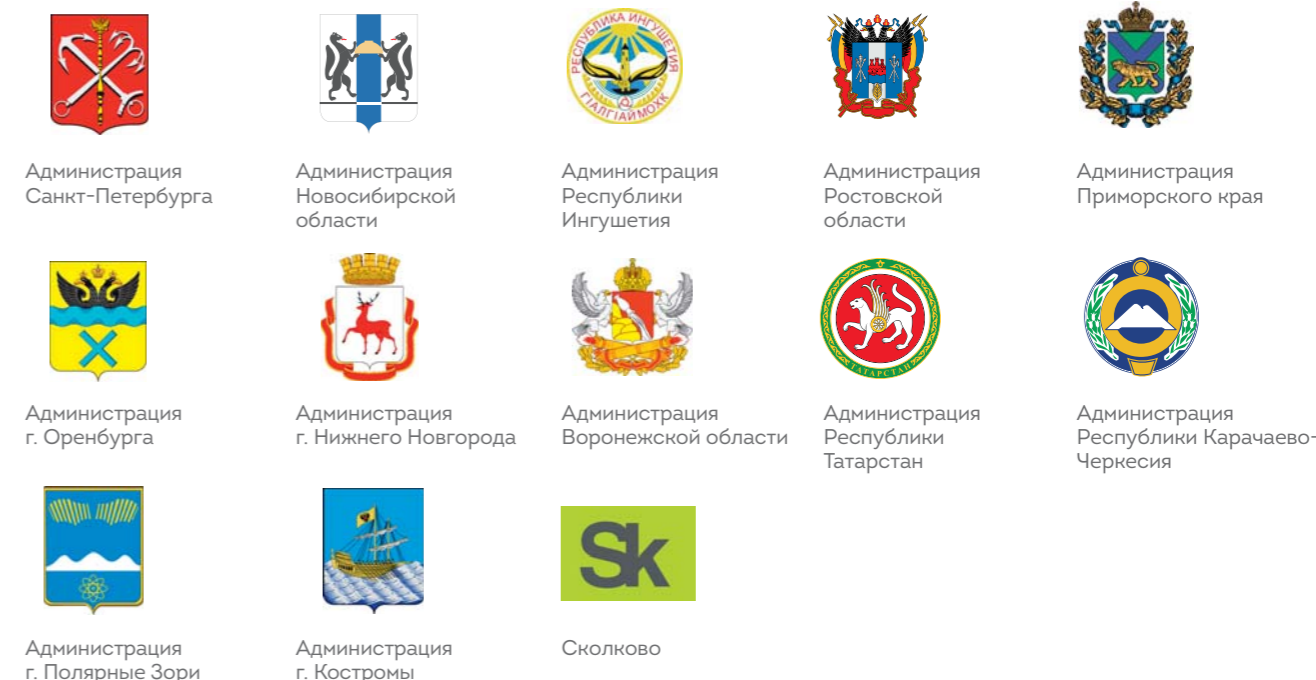 РЕСПУБЛИКА ИНГУШЕТИЯ
ГIАЛГIАЙ МОХК
Администрация
Санкт-Петербурга
Администрация
Новосибирской
области
Администрация
Республики
Ингушетия
Администрация
Ростовской
области
Администрация
Приморского края
ТАТАРСТАН
Администрация
г. Оренбурга
Администрация
г. Нижнего Новгорода
Администрация
Воронежской области
Администрация
Республики
Татарстан
Администрация
Республики Карачаево-
Черкесия
Sk
Администрация
г. Полярные Зори
Администрация
г. Костромы
Сколково